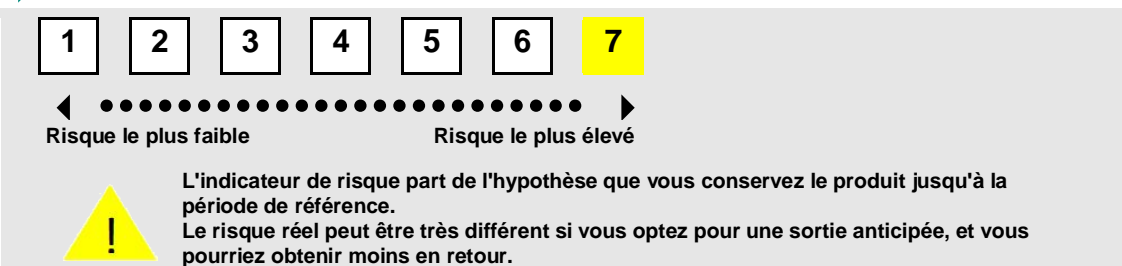 1 2 3 4 5 6 7
Risque le plus faible Risque le plus élevé
L'indicateur de risque part de l'hypothèse que vous conservez le produit jusqu'à la
période de référence.
Le risque réel peut être très différent si vous optez pour une sortie anticipée, et vous
pourriez obtenir moins en retour.
!